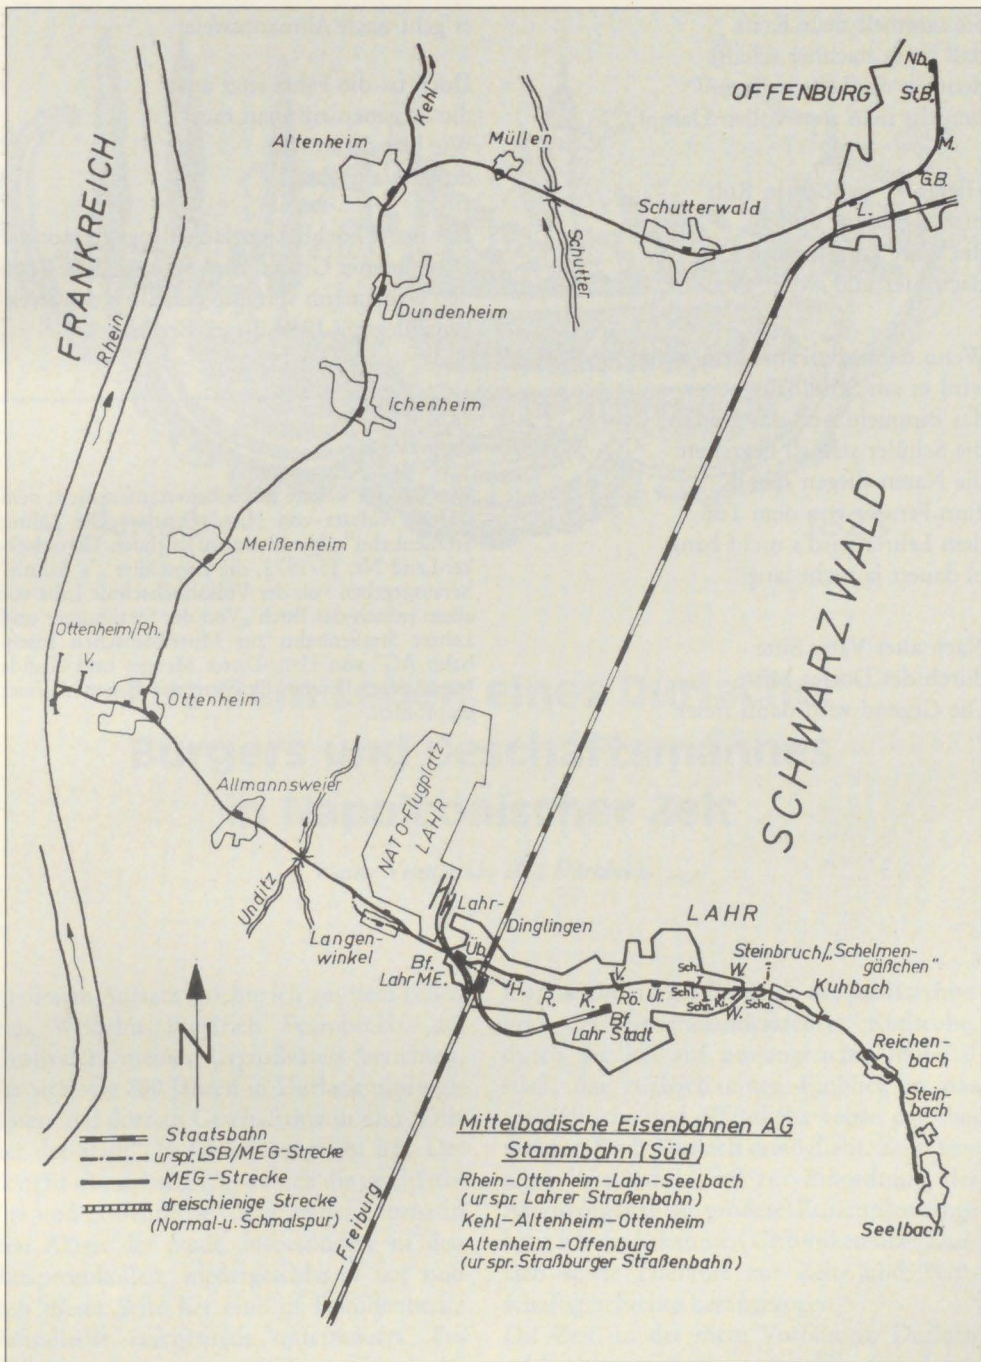 Kehl
Altenheim
Müllen
OFFENBURG
Nb.
St.B.
M.
G.B.
L.
Schutterwald
Schutter
FRANKREICH
Rhein
Dundenheim
Ichenheim
Meißenheim
SCHWARZWALD
Ottenheim/Rh.
V.
Ottenheim
Allmannsweier
Unditz
NATO-Flugplatz
LAHR
Langen-
winkel
Lahr-
Dinglingen
LAHR
Üb.
Bf.
Lahr ME.
H.
R.
K.
V.
Rö.
Ur.
Sch.
Schl.
Schn.
Kl.
W.
W.
Scha.
Steinbruch/„Schelmen-
gäßchen"
Kuhbach
Bf.
Lahr Stadt
Reichen-
bach
Stein-
bach
Seelbach
N
Staatsbahn
urspr. LSB/MEG-Strecke
MEG-Strecke
dreischienige Strecke
(Normal-u. Schmalspur)
Freiburg
Mittelbadische Eisenbahnen AG
Stammbahn (Süd)
Rhein-Ottenheim-Lahr-Seelbach
(urspr. Lahrer Straßenbahn)
Kehl-Altenheim-Ottenheim
Altenheim-Offenburg
(urspr. Straßburger Straßenbahn)